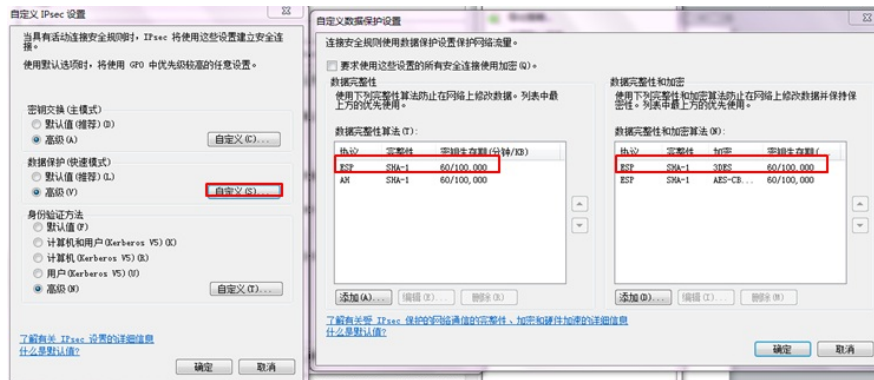 自定义 IPsec 设置
当具有活动连接安全规则时，IPsec 将使用这些设置建立安全连
接。
使用默认选项时，将使用 GPO 中优先级较高的任意设置。
密钥交换(主模式)
默认值(推荐)(D)
高级(A)
自定义(C)...
数据保护(快速模式)
默认值(推荐)(L)
高级(V)
自定义(S)...
身份验证方法
默认值(F)
计算机和用户(Kerberos V5)(K)
计算机(Kerberos V5)(R)
用户(Kerberos V5)(U)
高级(N)
自定义(T)...
了解有关 IPsec 设置的详细信息
什么是默认值?
确定
取消
自定义数据保护设置
连接安全规则使用数据保护设置保护网络流量。
要求使用这些设置的所有安全连接使用加密(Q)。
数据完整性
使用下列完整性算法防止在网络上修改数据。列表中最
上方的优先使用。
数据完整性算法(T):
协议 完整性 密钥生存期(分钟/KB)
ESP SHA-1 60/100,000
AH SHA-1 60/100,000
添加(A)...
编辑(E)...
删除(R)
数据完整性和加密
使用下列完整性和加密算法防止在网络上修改数据并保持保
密性。列表中最上方的优先使用。
数据完整性和加密算法(N):
协议 完整性 加密 密钥生存期(
ESP SHA-1 3DES 60/100,000
ESP SHA-1 AES-CB... 60/100,000
添加(D)...
编辑(I)...
删除(M)
了解有关受 IPsec 保护的网络通信的完整性、加密和硬件加速的详细信息
什么是默认值?
确定
取消